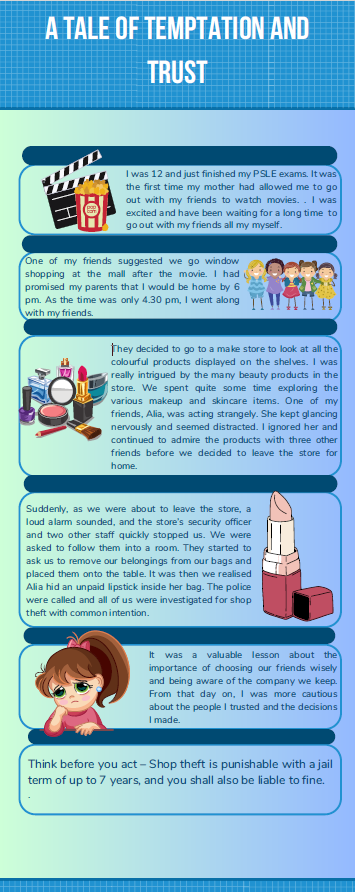 A TALE OF TEMPTATION AND
TRUST
I was 12 and just finished my PSLE exams. It was
the first time my mother had allowed me to go
out with my friends to watch movies. . I was
excited and have been waiting for a long time to
go out with my friends all my myself.
One of my friends suggested we go window
shopping at the mall after the movie. I had
promised my parents that I would be home by 6
pm. As the time was only 4.30 pm, I went along
with my friends.
They decided to go to a make store to look at all the
colourful products displayed on the shelves. I was
really intrigued by the many beauty products in the
store. We spent quite some time exploring the
various makeup and skincare items. One of my
friends, Alia, was acting strangely. She kept glancing
nervously and seemed distracted. I ignored her and
continued to admire the products with three other
friends before we decided to leave the store for
home.
Suddenly, as we were about to leave the store, a
loud alarm sounded, and the store's security officer
and two other staff quickly stopped us. We were
asked to follow them into a room. They started to
ask us to remove our belongings from our bags and
placed them onto the table. It was then we realised
Alia hid an unpaid lipstick inside her bag. The police
were called and all of us were investigated for shop
theft with common intention.
It was a valuable lesson about the
importance of choosing our friends wisely
and being aware of the company we keep.
From that day on, I was more cautious
about the people I trusted and the decisions
I made.
Think before you act – Shop theft is punishable with a jail
term of up to 7 years, and you shall also be liable to fine.
.